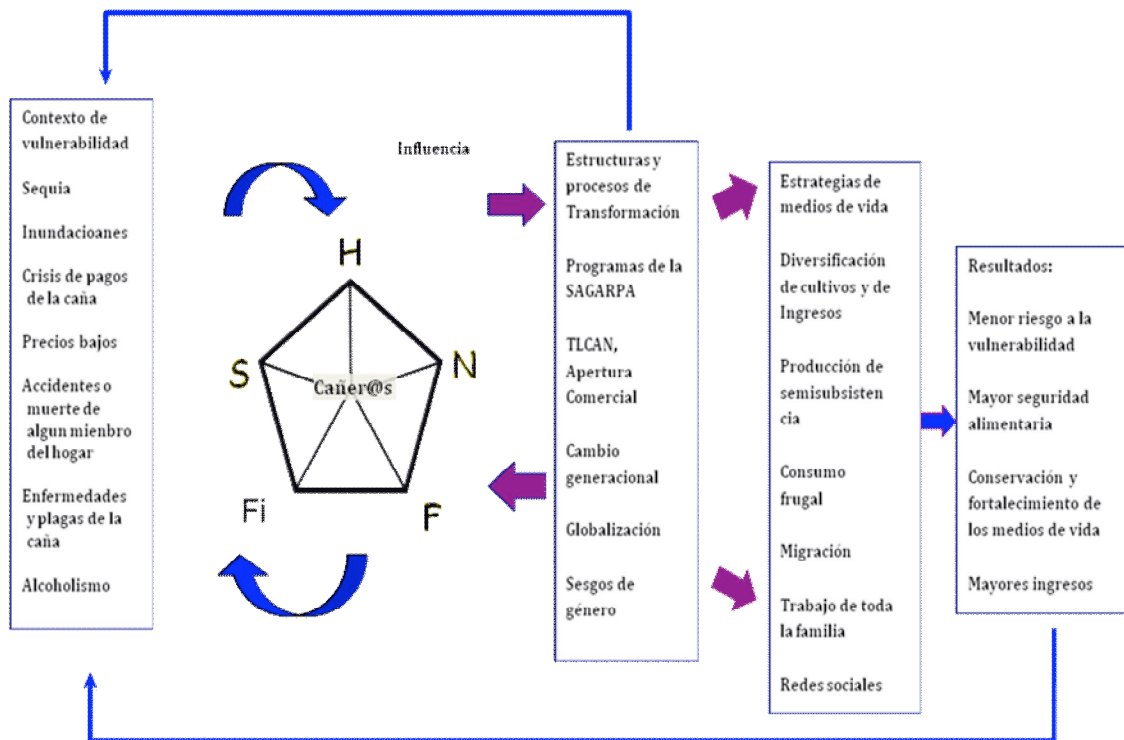 Contexto de
vulnerabilidad
Sequia
Inundacioanes
Crisis de pagos
de la caña
Precios bajos
Accidentes o
muerte de
algun mienbro
del hogar
Enfermedades
y plagas de la
caña
Alcoholismo
Influencia
H
S
N
Cañer@s
Fi
F
Estructuras y
procesos de
Transformación
Programas de la
SAGARPA
TLCAN,
Apertura
Comercial
Cambio
generacional
Globalización
Sesgos de
género
Estrategias de
medios de vida
Diversificación
de cultivos y de
Ingresos
Producción de
semisubsisten
cia
Consumo
frugal
Migración
Trabajo de toda
la familia
Redes sociales
Resultados:
Menor riesgo a la
vulnerabilidad
Mayor seguridad
alimentaria
Conservación y
fortalecimiento de
los medios de vida
Mayores ingresos